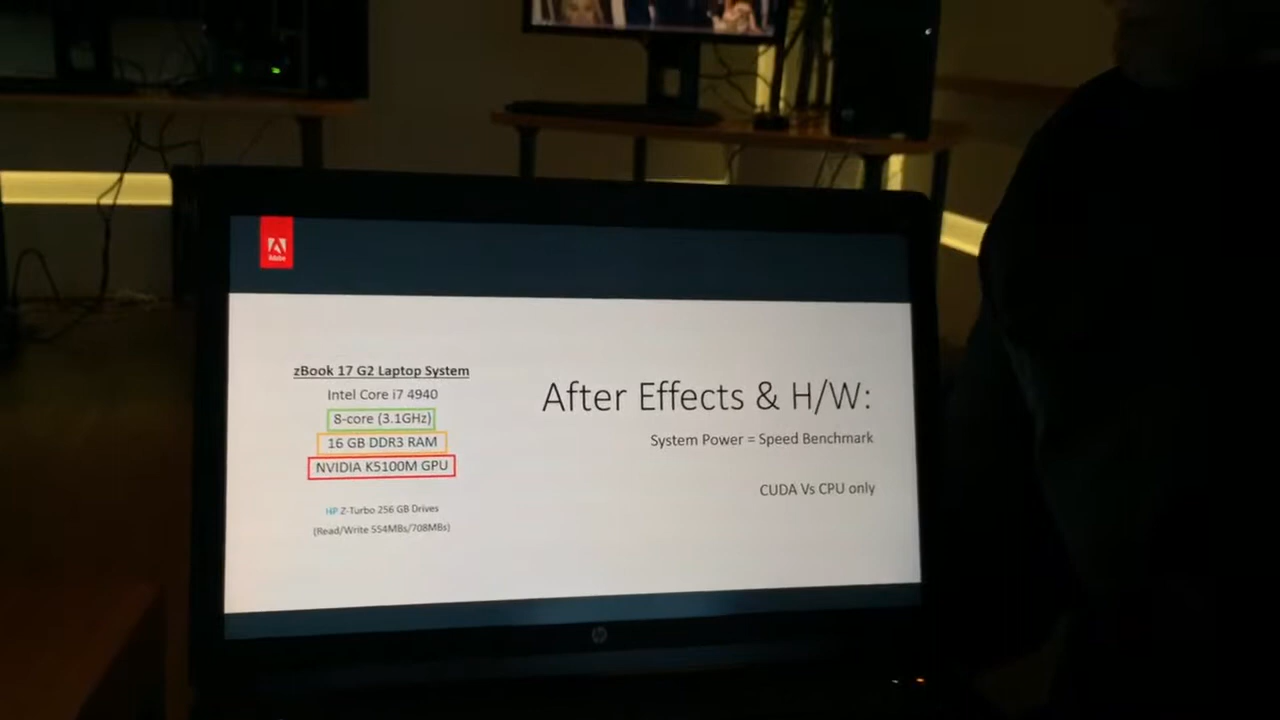 Adobe
zBook 17 G2 Laptop System
Intel Core i7 4940
8-core (3.1GHz)
16 GB DDR3 RAM
NVIDIA K5100M GPU
HP Z-Turbo 256 GB Drives
(Read/Write 554MBs/708MBs)
After Effects & H/W:
System Power = Speed Benchmark
CUDA Vs CPU only
hp